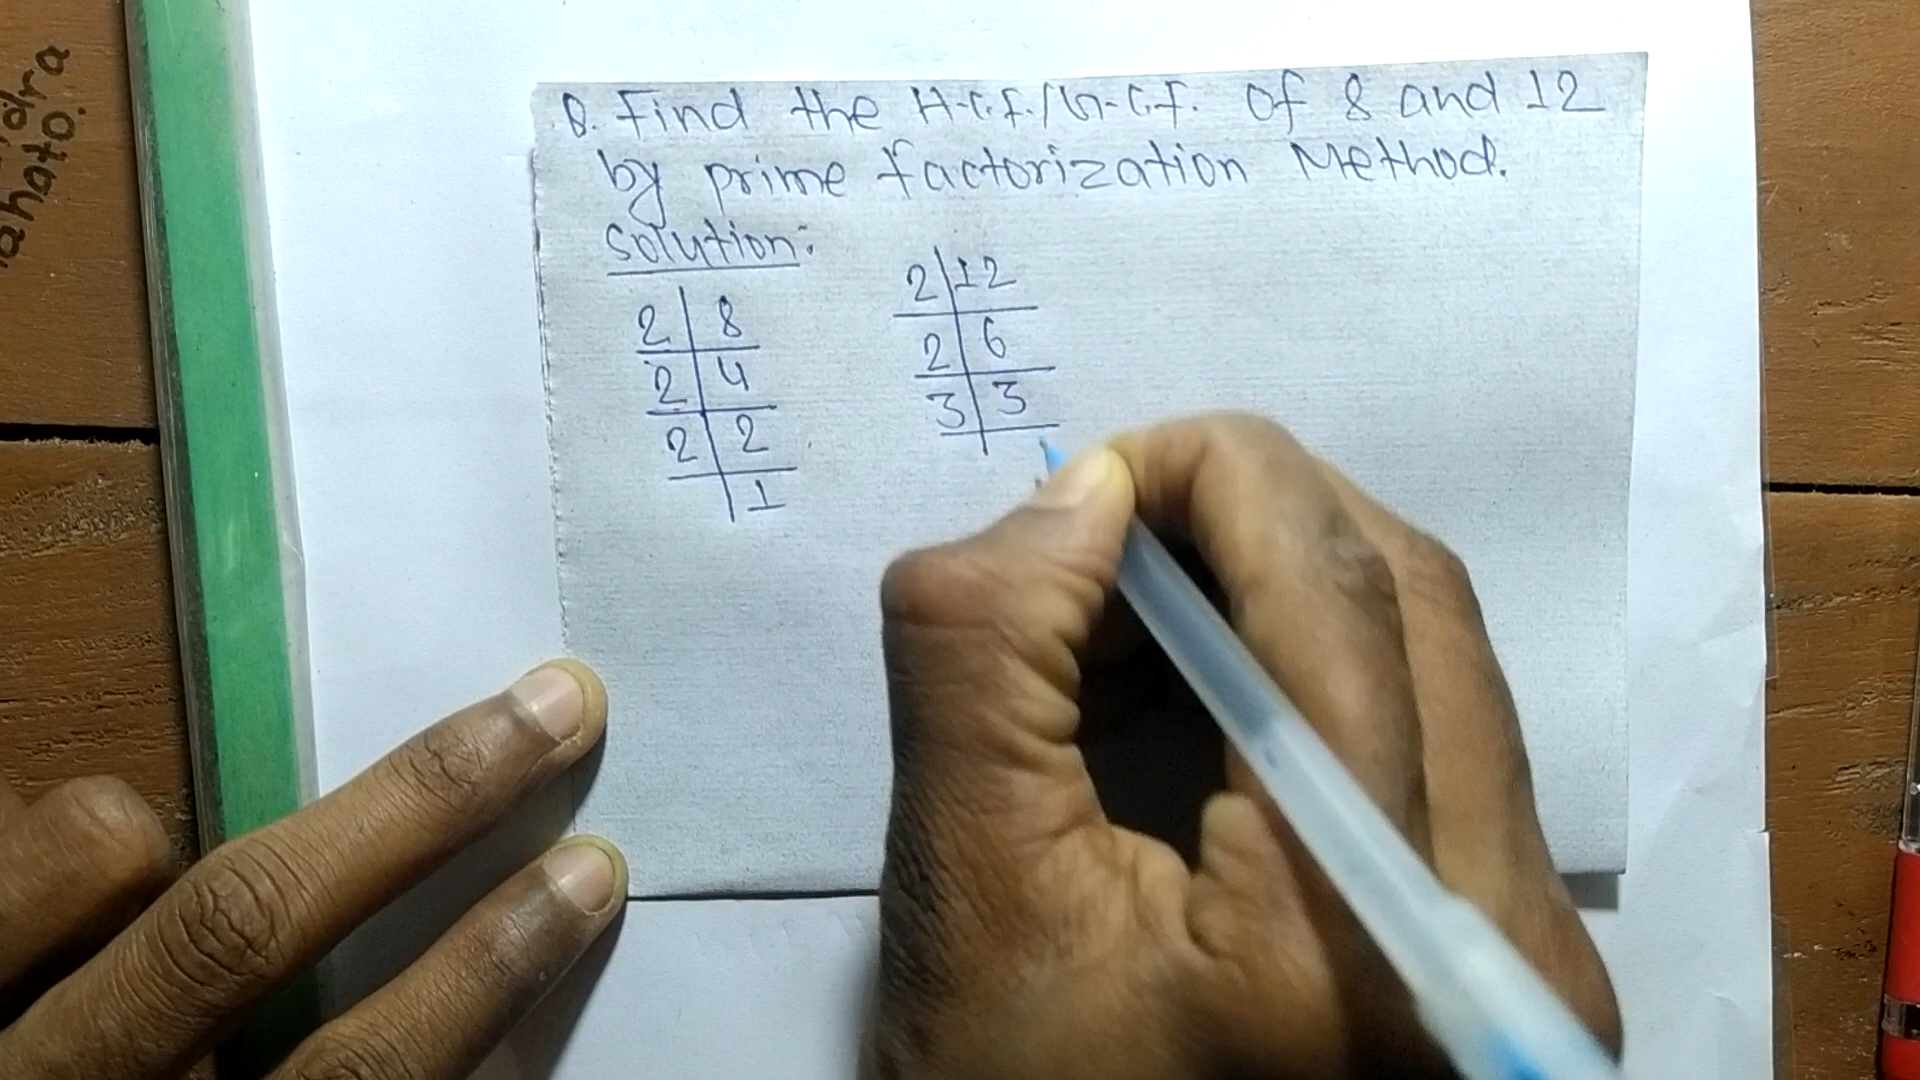 Q. Find the H.C.F./G.C.F. of 8 and 12
by prime factorization Method.
Solution:
2 8
2 4
2 2
1
2 12
2 6
3 3